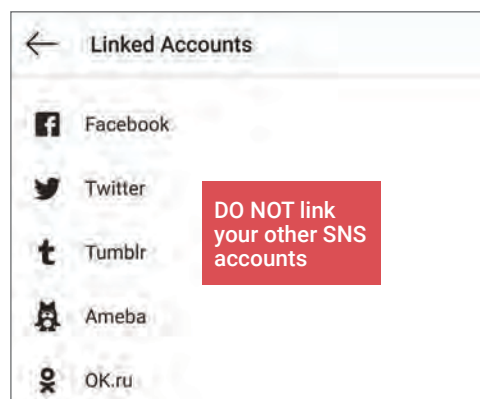 Linked Accounts
Facebook
Twitter
DO NOT link
your other SNS
accounts
Tumblr
Ameba
OK.ru